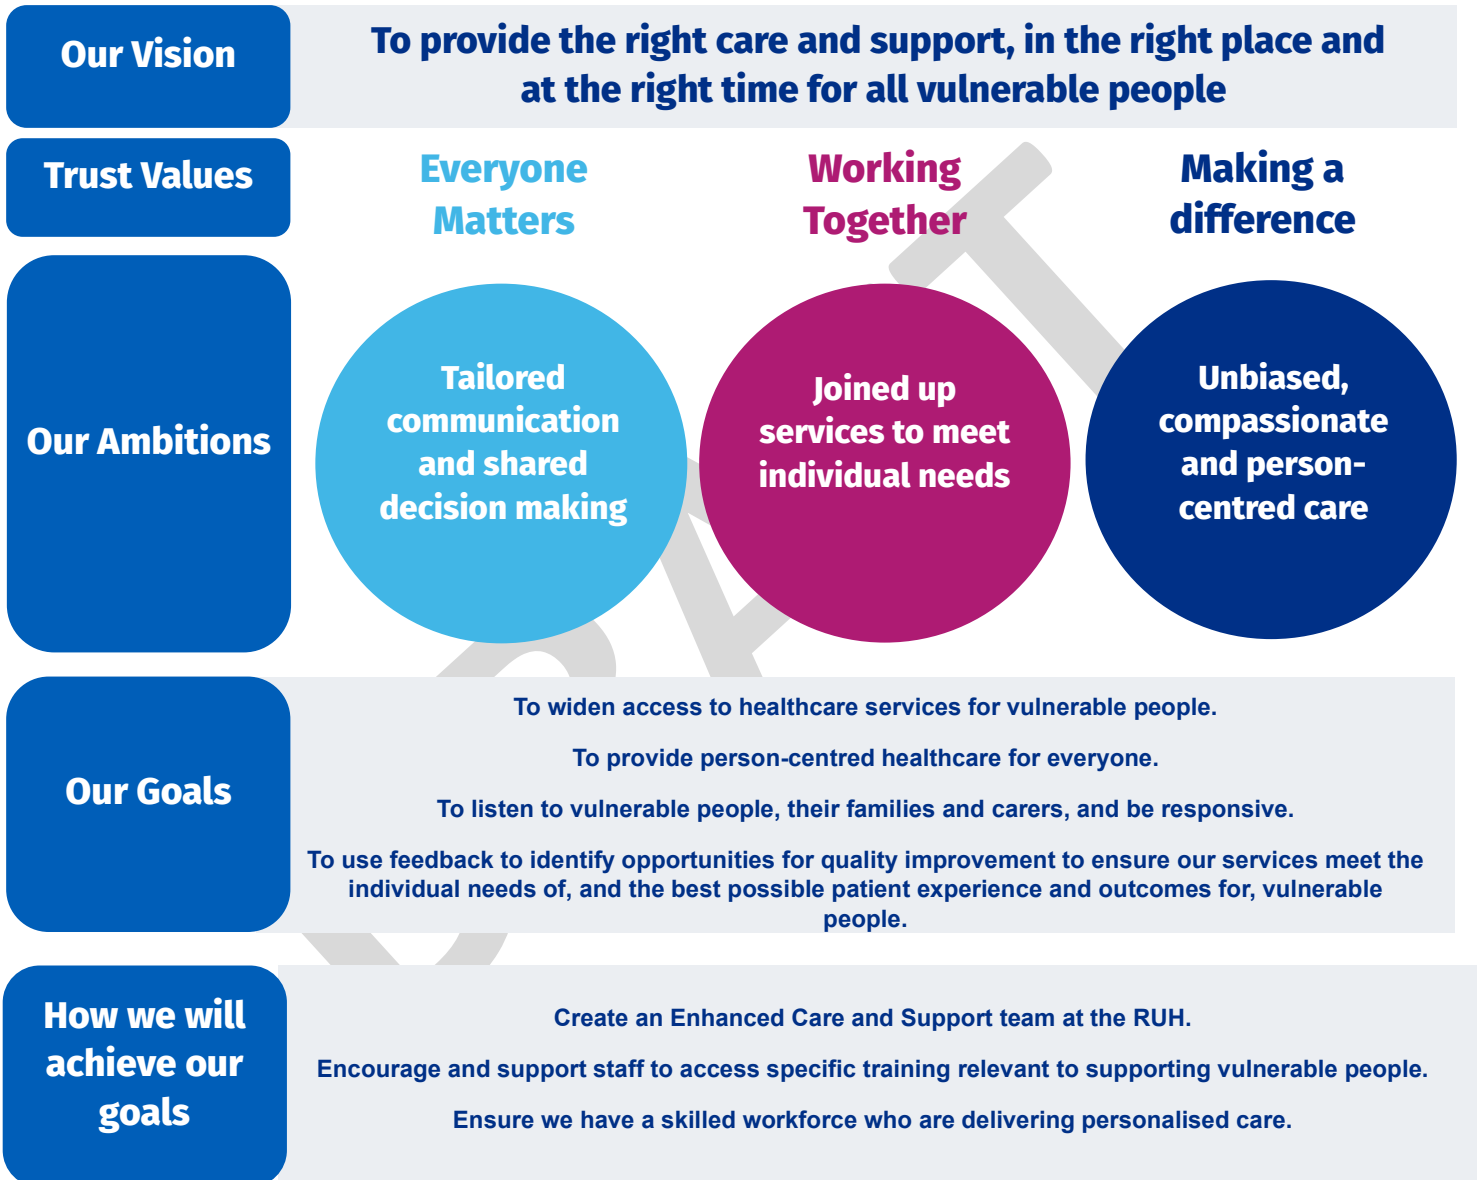 Our Vision
To provide the right care and support, in the right place and
at the right time for all vulnerable people
Trust Values
Everyone
Matters
Working
Together
Making a
difference
Our Ambitions
Tailored
communication
and shared
decision making
Joined up
services to meet
individual needs
Unbiased,
compassionate
and person-
centred care
Our Goals
To widen access to healthcare services for vulnerable people.
To provide person-centred healthcare for everyone.
To listen to vulnerable people, their families and carers, and be responsive.
To use feedback to identify opportunities for quality improvement to ensure our services meet the
individual needs of, and the best possible patient experience and outcomes for, vulnerable
people.
How we will
achieve our
goals
Create an Enhanced Care and Support team at the RUH.
Encourage and support staff to access specific training relevant to supporting vulnerable people.
Ensure we have a skilled workforce who are delivering personalised care.